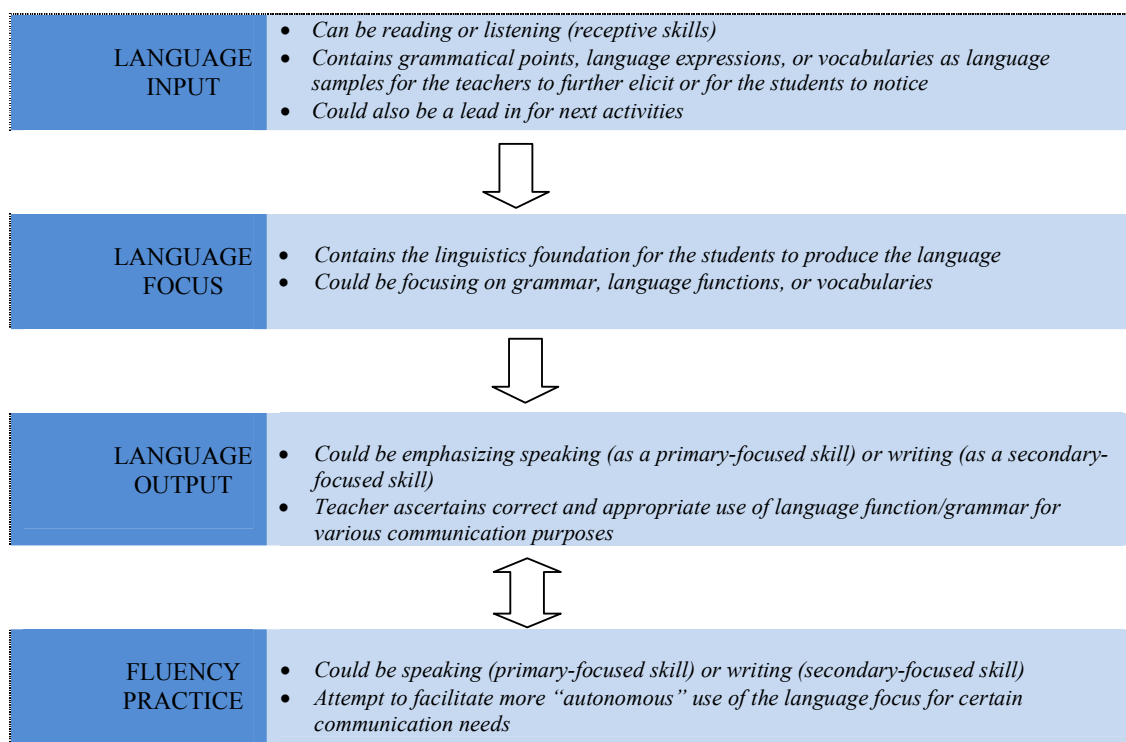 LANGUAGE
INPUT
• Can be reading or listening (receptive skills)
• Contains grammatical points, language expressions, or vocabularies as language
samples for the teachers to further elicit or for the students to notice
• Could also be a lead in for next activities
LANGUAGE
FOCUS
• Contains the linguistics foundation for the students to produce the language
• Could be focusing on grammar, language functions, or vocabularies
LANGUAGE
OUTPUT
• Could be emphasizing speaking (as a primary-focused skill) or writing (as a secondary-
focused skill)
• Teacher ascertains correct and appropriate use of language function/grammar for
various communication purposes
FLUENCY
PRACTICE
• Could be speaking (primary-focused skill) or writing (secondary-focused skill)
• Attempt to facilitate more “autonomous” use of the language focus for certain
communication needs